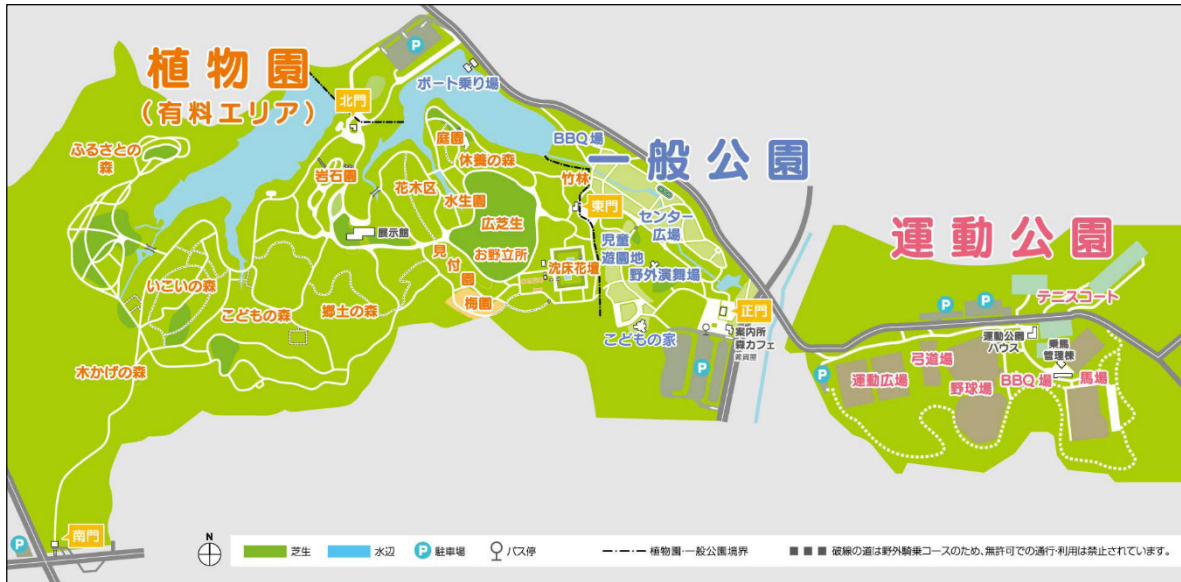 植物園
(有料エリア)
P
ボート乗り場
北門
BBQ場
一般公園
ふるさとの
森
庭園
休養の森
岩石園
花木区
竹林
水生園
東門
広芝生
センター
広場
運動公園
展示館
児童
遊園地
見付園
お野立所
沈床花壇
野外演舞場
いこいの森
こどもの森
郷土の森
梅園
正門
こどもの家
案内所
森カフェ
P
P
P
テニスコート
運動公園
ハウス
乗馬
管理棟
木かげの森
P
P
運動広場
弓道場
野球場
BBQ場
馬場
南門
P
N
芝生
水辺
P
駐車場
バス停
植物園・一般公園境界
破線の道は野外騎乗コースのため、無許可での通行・利用は禁止されています。